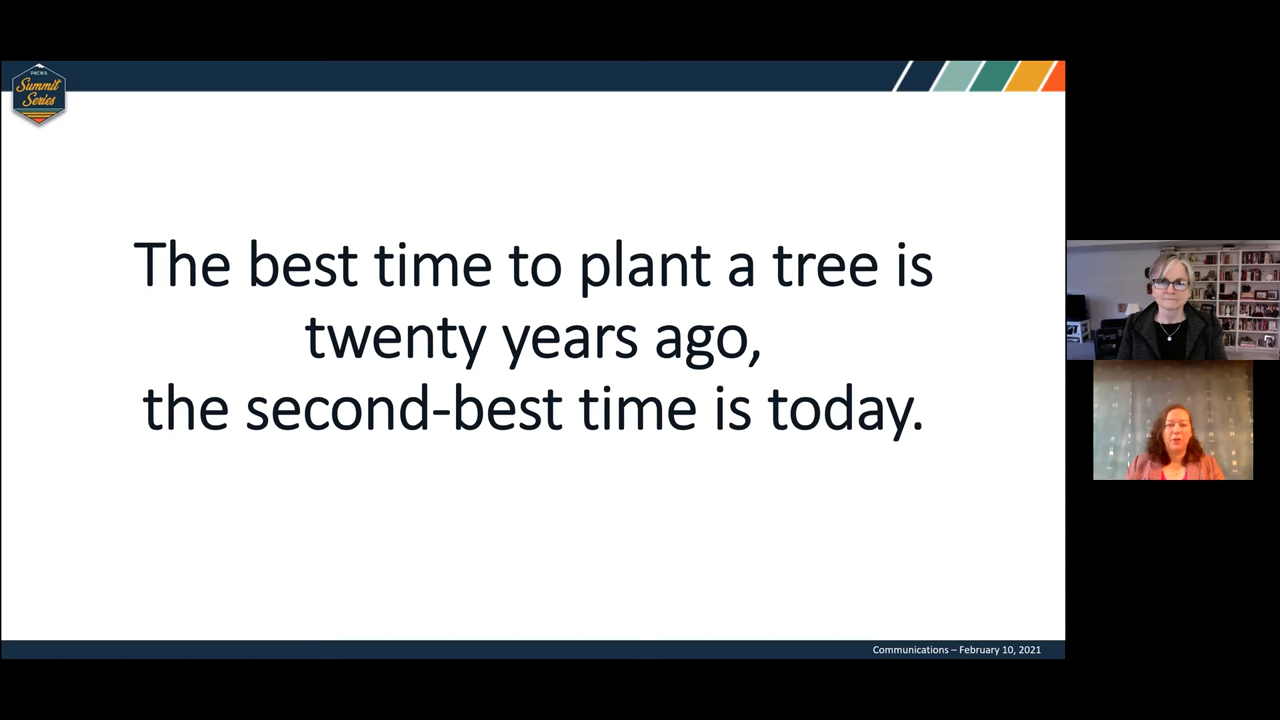 PNCWA
Summit
Series
The best time to plant a tree is
twenty years ago,
the second-best time is today.
Communications – February 10, 2021